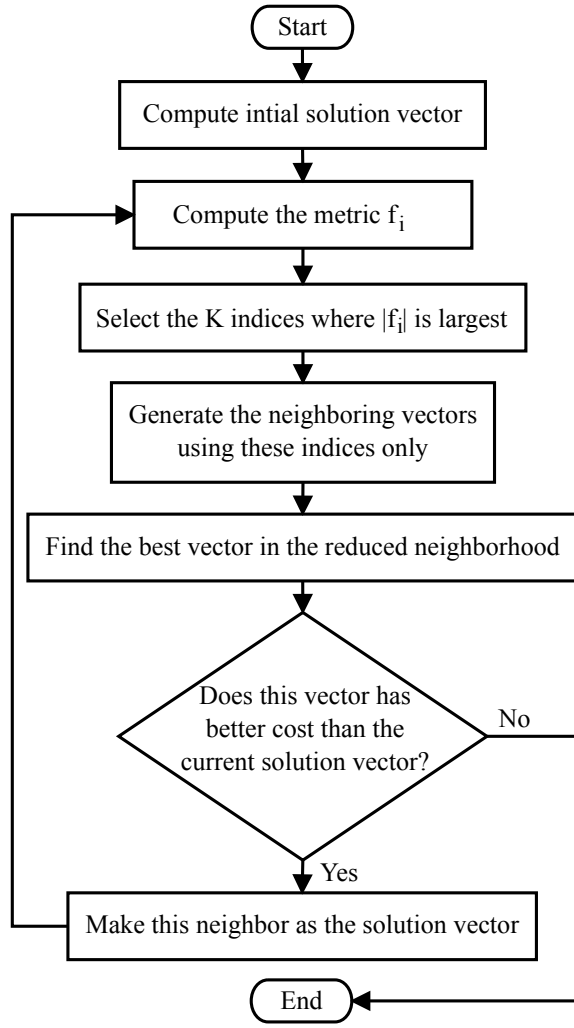 Start
Compute intial solution vector
Compute the metric f_i
Select the K indices where |f_i| is largest
Generate the neighboring vectors
using these indices only
Find the best vector in the reduced neighborhood
Does this vector has
better cost than the
current solution vector?
No
Yes
Make this neighbor as the solution vector
End